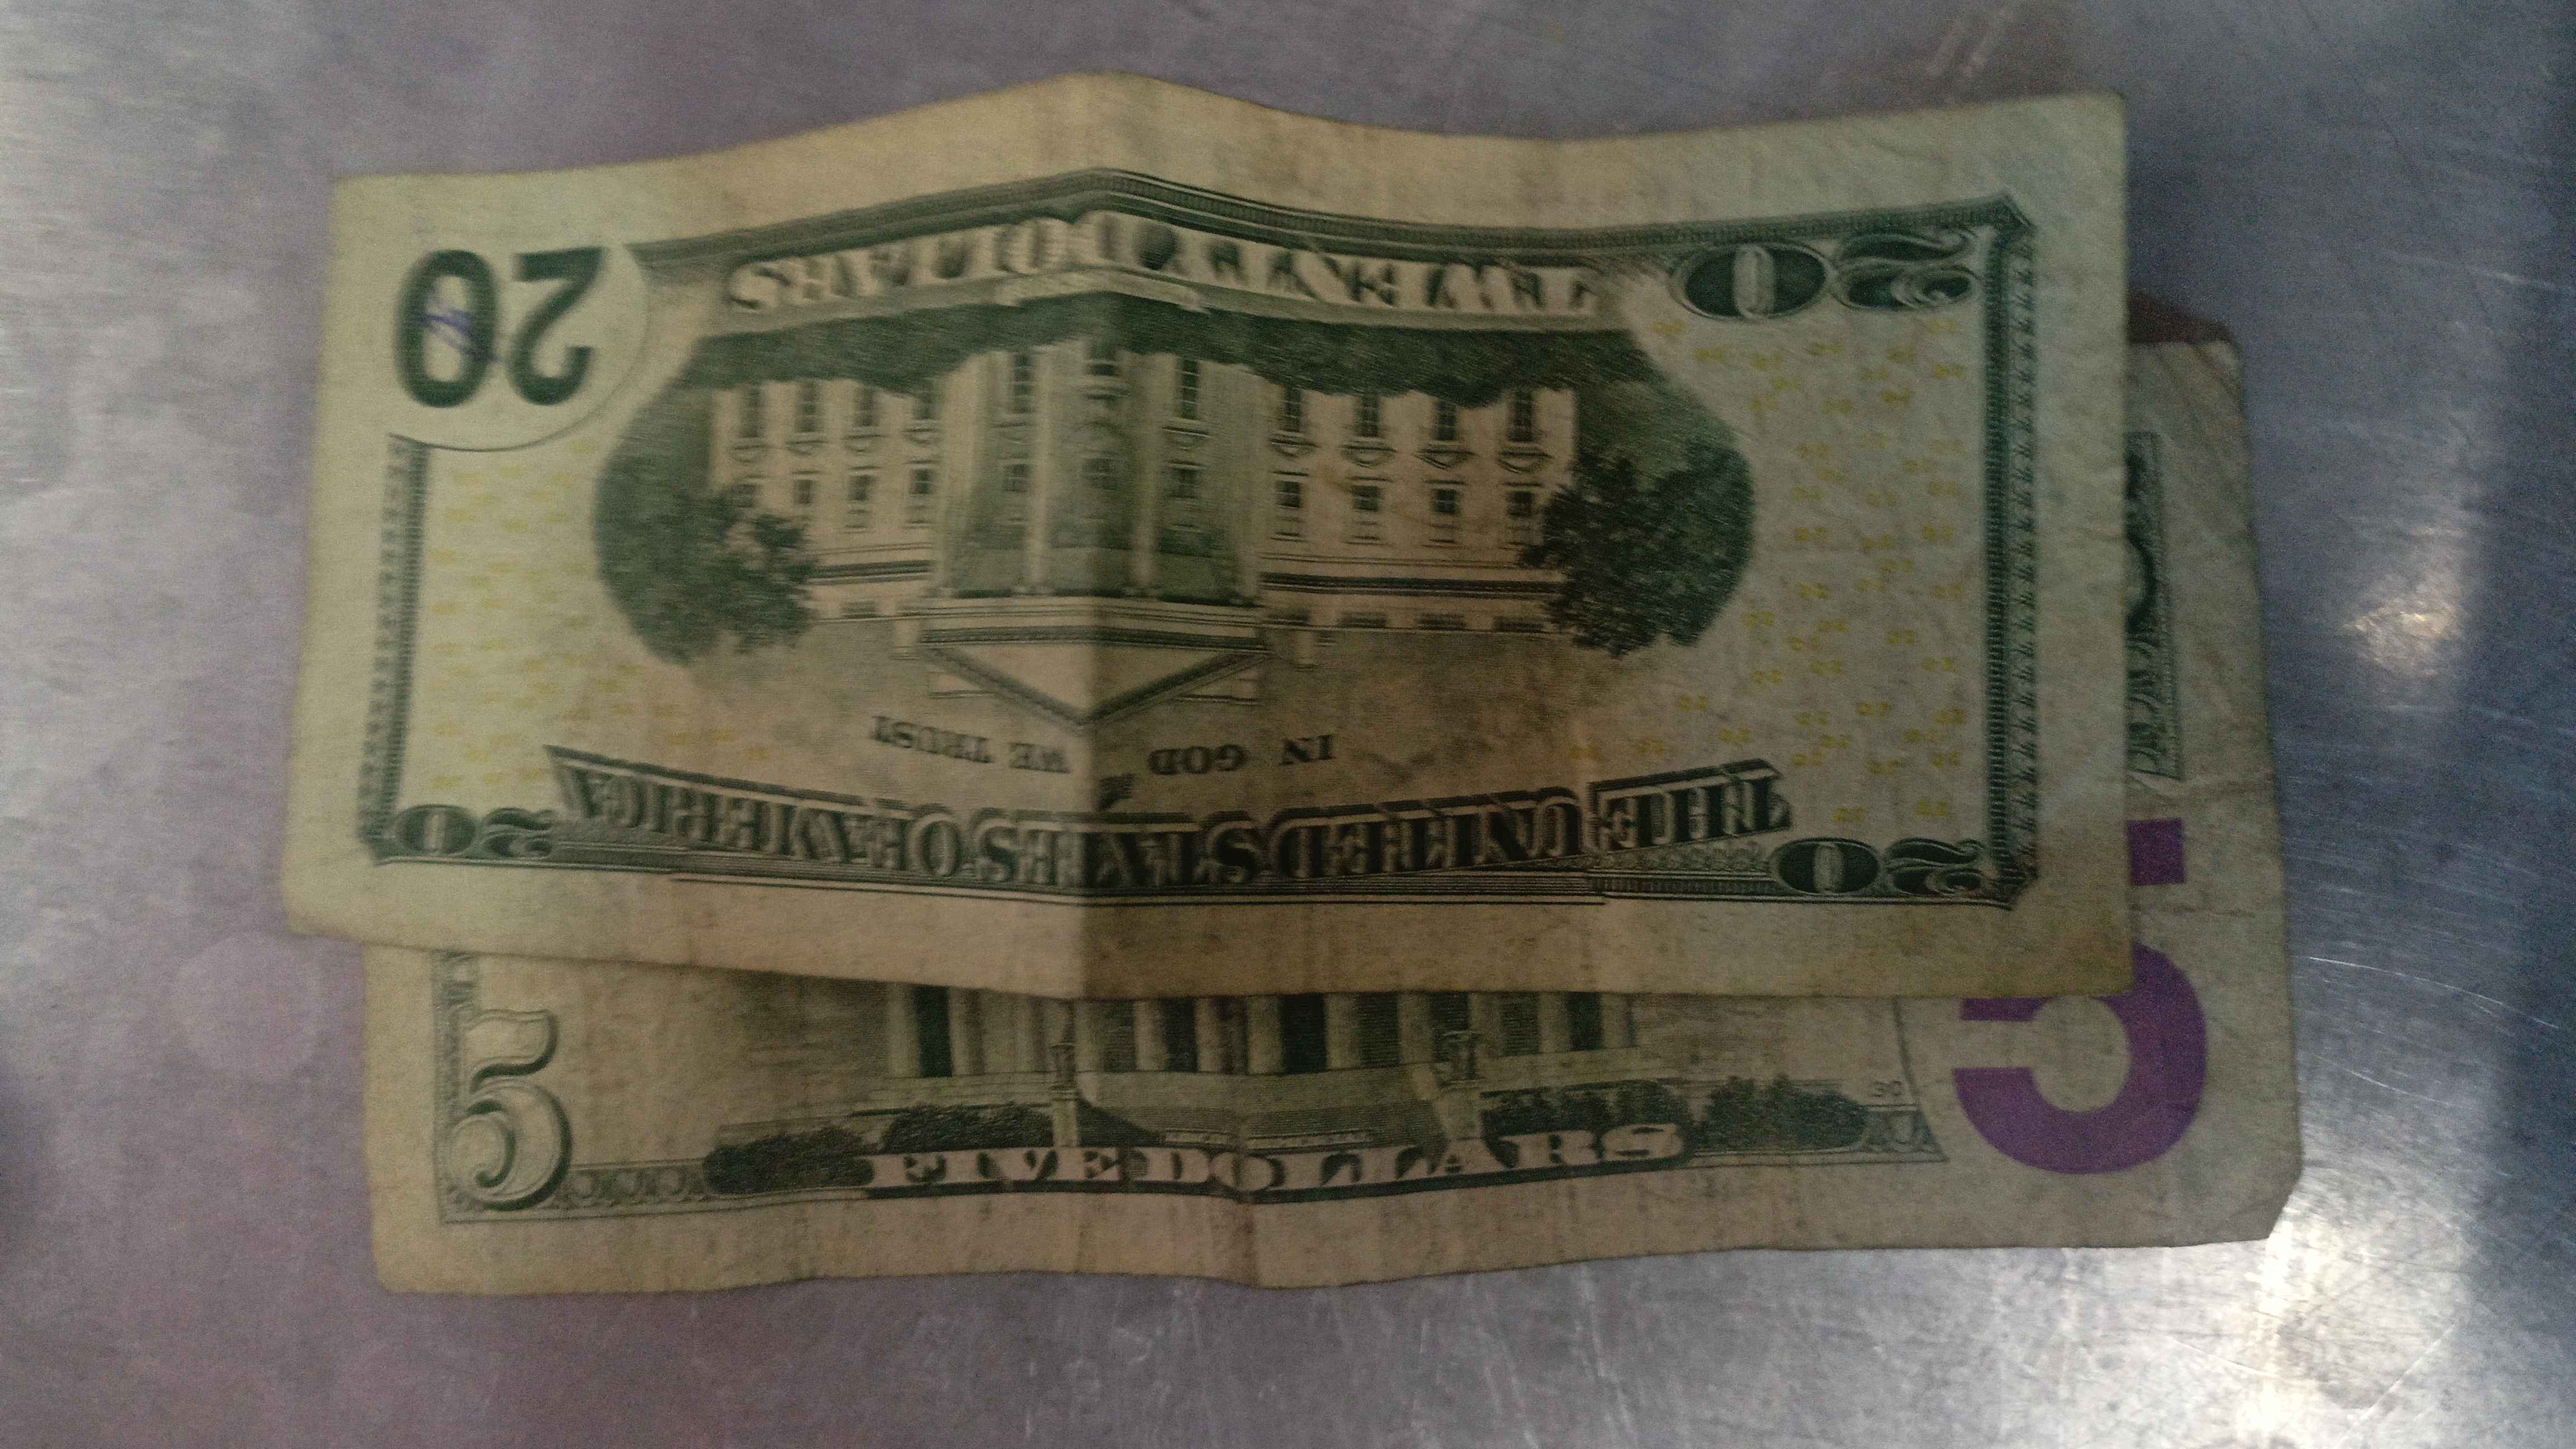 THE UNITED STATES OF AMERICA
20
20
IN GOD WE TRUST
TWENTY DOLLARS
20
20
5
5
30
FIVE DOLLARS